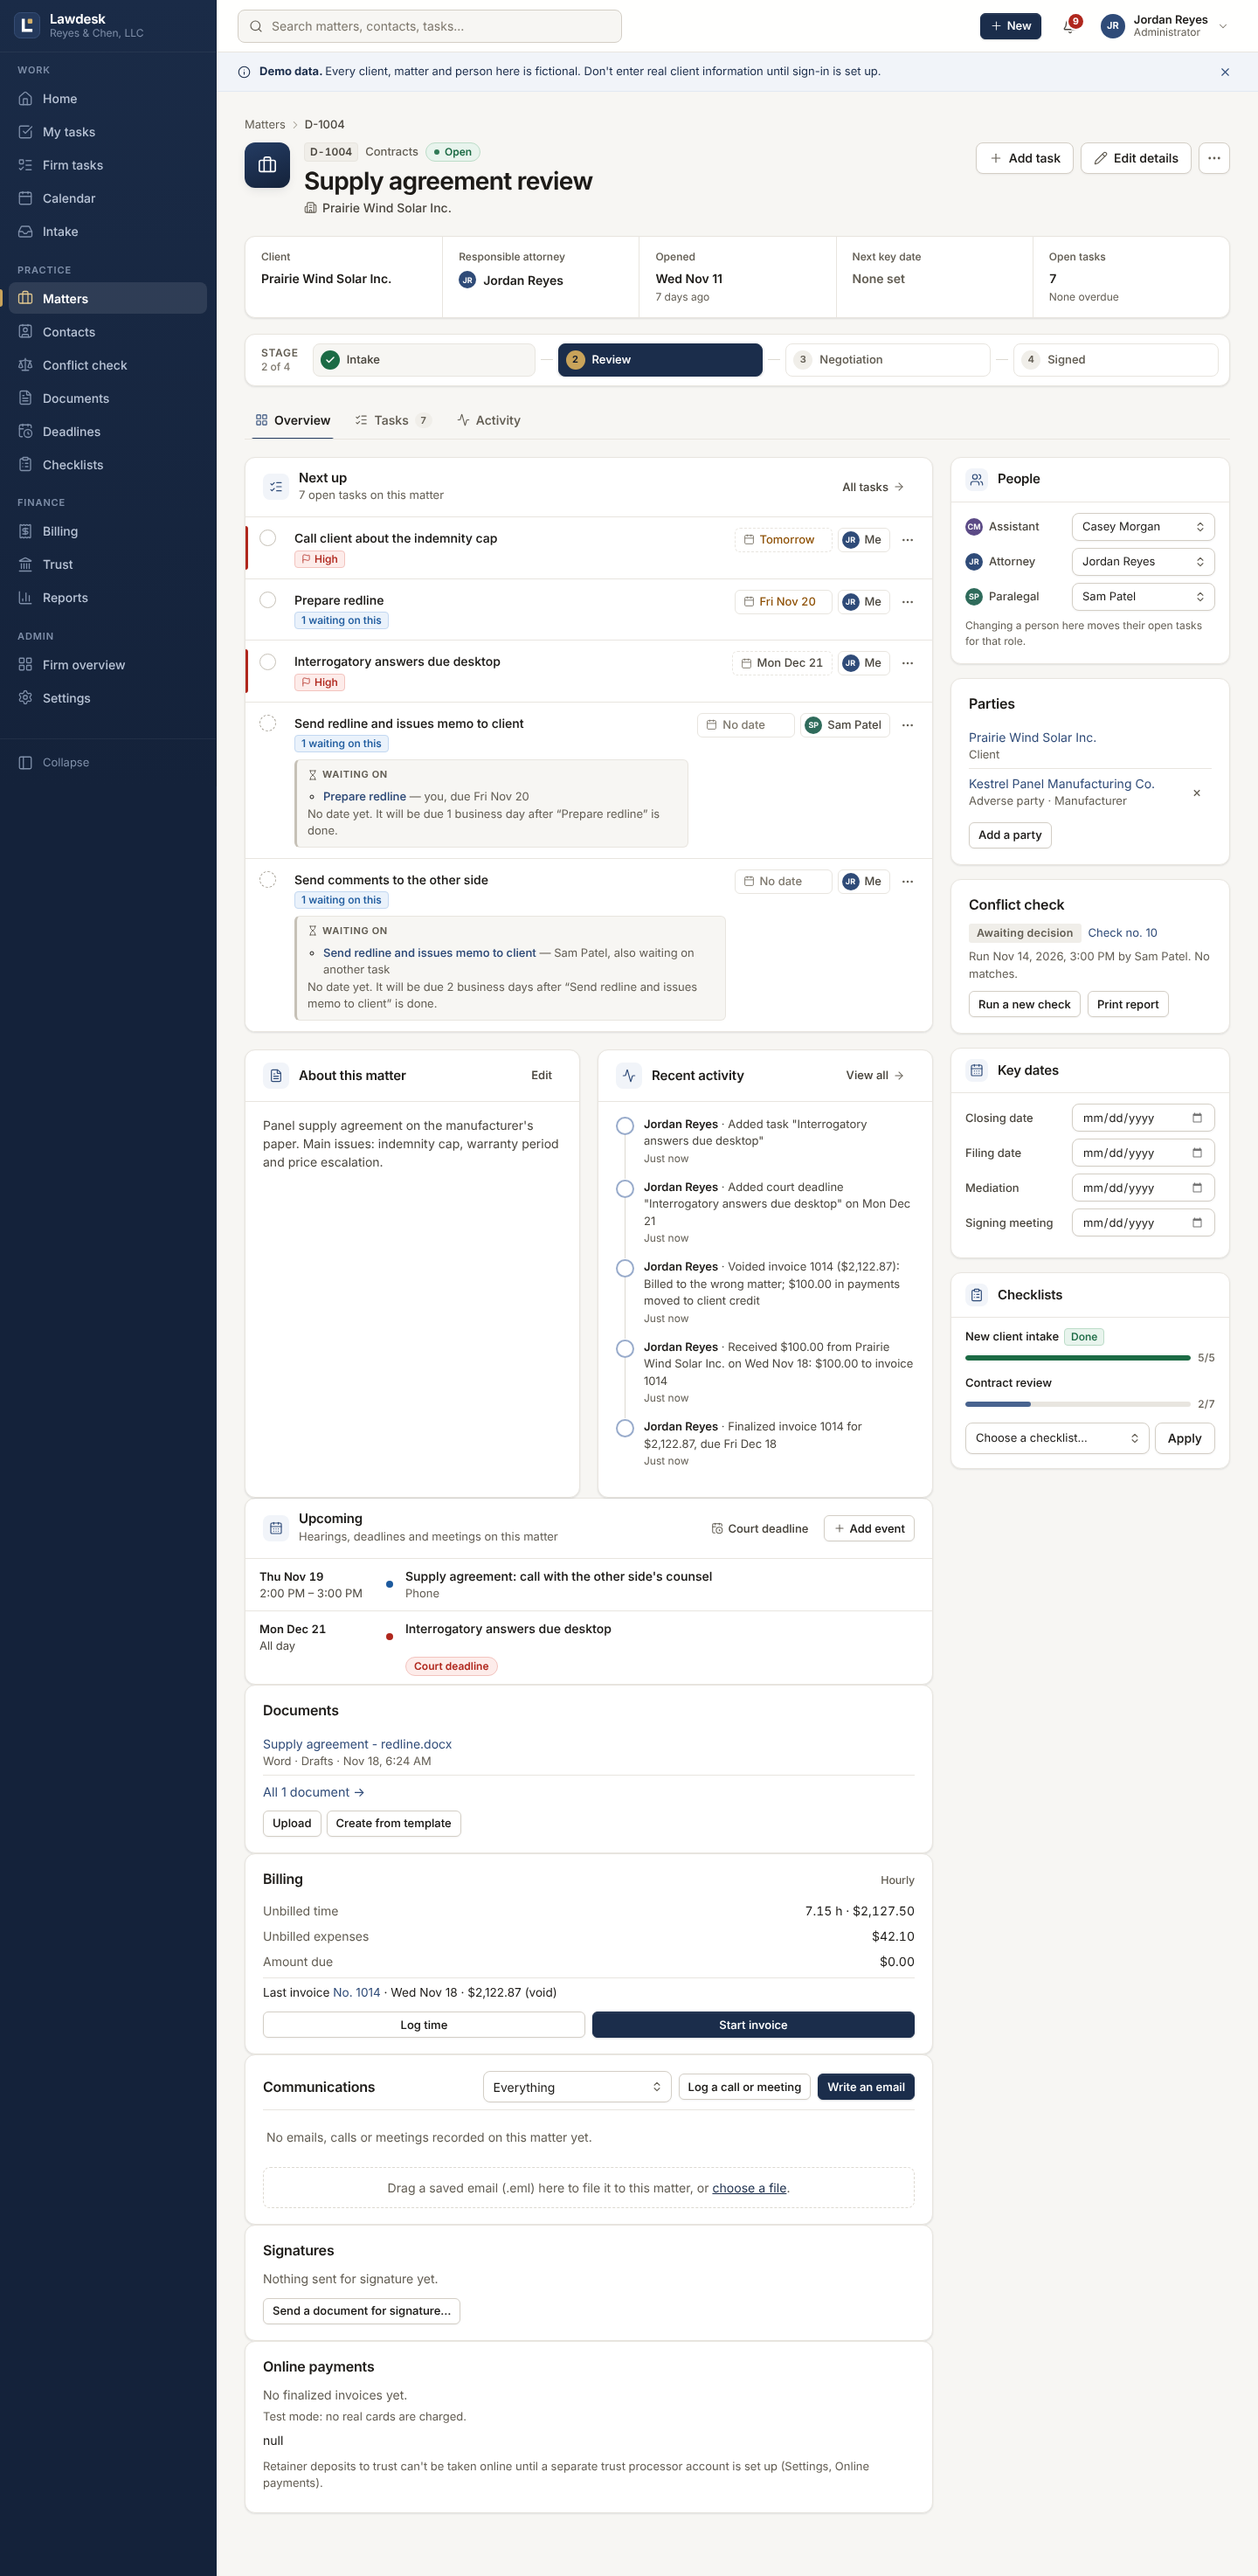 Lawdesk
Reyes & Chen, LLC
WORK
Home
My tasks
Firm tasks
Calendar
Intake
PRACTICE
Matters
Contacts
Conflict check
Documents
Deadlines
Checklists
FINANCE
Billing
Trust
Reports
ADMIN
Firm overview
Settings
Collapse
Search matters, contacts, tasks...
New
9
JR
Jordan Reyes
Administrator
Demo data. Every client, matter and person here is fictional. Don't enter real client information until sign-in is set up.
Matters > D-1004
D-1004 Contracts Open
Supply agreement review
Prairie Wind Solar Inc.
Add task
Edit details
Client
Prairie Wind Solar Inc.
Responsible attorney
JR Jordan Reyes
Opened
Wed Nov 11
7 days ago
Next key date
None set
Open tasks
7
None overdue
STAGE
2 of 4
Intake
2 Review
3 Negotiation
4 Signed
Overview
Tasks 7
Activity
Next up
7 open tasks on this matter
All tasks →
Call client about the indemnity cap
High
Tomorrow
JR Me
Prepare redline
1 waiting on this
Fri Nov 20
JR Me
Interrogatory answers due desktop
High
Mon Dec 21
JR Me
Send redline and issues memo to client
1 waiting on this
No date
SP Sam Patel
WAITING ON
Prepare redline — you, due Fri Nov 20
No date yet. It will be due 1 business day after “Prepare redline” is
done.
Send comments to the other side
1 waiting on this
No date
JR Me
WAITING ON
Send redline and issues memo to client — Sam Patel, also waiting on
another task
No date yet. It will be due 2 business days after “Send redline and issues
memo to client” is done.
About this matter
Edit
Panel supply agreement on the manufacturer's
paper. Main issues: indemnity cap, warranty period
and price escalation.
Recent activity
View all →
Jordan Reyes · Added task "Interrogatory
answers due desktop"
Just now
Jordan Reyes · Added court deadline
"Interrogatory answers due desktop" on Mon Dec
21
Just now
Jordan Reyes · Voided invoice 1014 ($2,122.87):
Billed to the wrong matter; $100.00 in payments
moved to client credit
Just now
Jordan Reyes · Received $100.00 from Prairie
Wind Solar Inc. on Wed Nov 18: $100.00 to invoice
1014
Just now
Jordan Reyes · Finalized invoice 1014 for
$2,122.87, due Fri Dec 18
Just now
Upcoming
Hearings, deadlines and meetings on this matter
Court deadline
Add event
Thu Nov 19
2:00 PM – 3:00 PM
Supply agreement: call with the other side's counsel
Phone
Mon Dec 21
All day
Interrogatory answers due desktop
Court deadline
Documents
Supply agreement - redline.docx
Word · Drafts · Nov 18, 6:24 AM
All 1 document →
Upload
Create from template
Billing
Hourly
Unbilled time
7.15 h · $2,127.50
Unbilled expenses
$42.10
Amount due
$0.00
Last invoice No. 1014 · Wed Nov 18 · $2,122.87 (void)
Log time
Start invoice
Communications
Everything
Log a call or meeting
Write an email
No emails, calls or meetings recorded on this matter yet.
Drag a saved email (.eml) here to file it to this matter, or choose a file.
Signatures
Nothing sent for signature yet.
Send a document for signature...
Online payments
No finalized invoices yet.
Test mode: no real cards are charged.
null
Retainer deposits to trust can't be taken online until a separate trust processor account is set up (Settings, Online
payments).
People
CM Assistant
Casey Morgan
JR Attorney
Jordan Reyes
SP Paralegal
Sam Patel
Changing a person here moves their open tasks
for that role.
Parties
Prairie Wind Solar Inc.
Client
Kestrel Panel Manufacturing Co.
Adverse party · Manufacturer
Add a party
Conflict check
Awaiting decision
Check no. 10
Run Nov 14, 2026, 3:00 PM by Sam Patel. No
matches.
Run a new check
Print report
Key dates
Closing date
mm/dd/yyyy
Filing date
mm/dd/yyyy
Mediation
mm/dd/yyyy
Signing meeting
mm/dd/yyyy
Checklists
New client intake Done
5/5
Contract review
2/7
Choose a checklist...
Apply